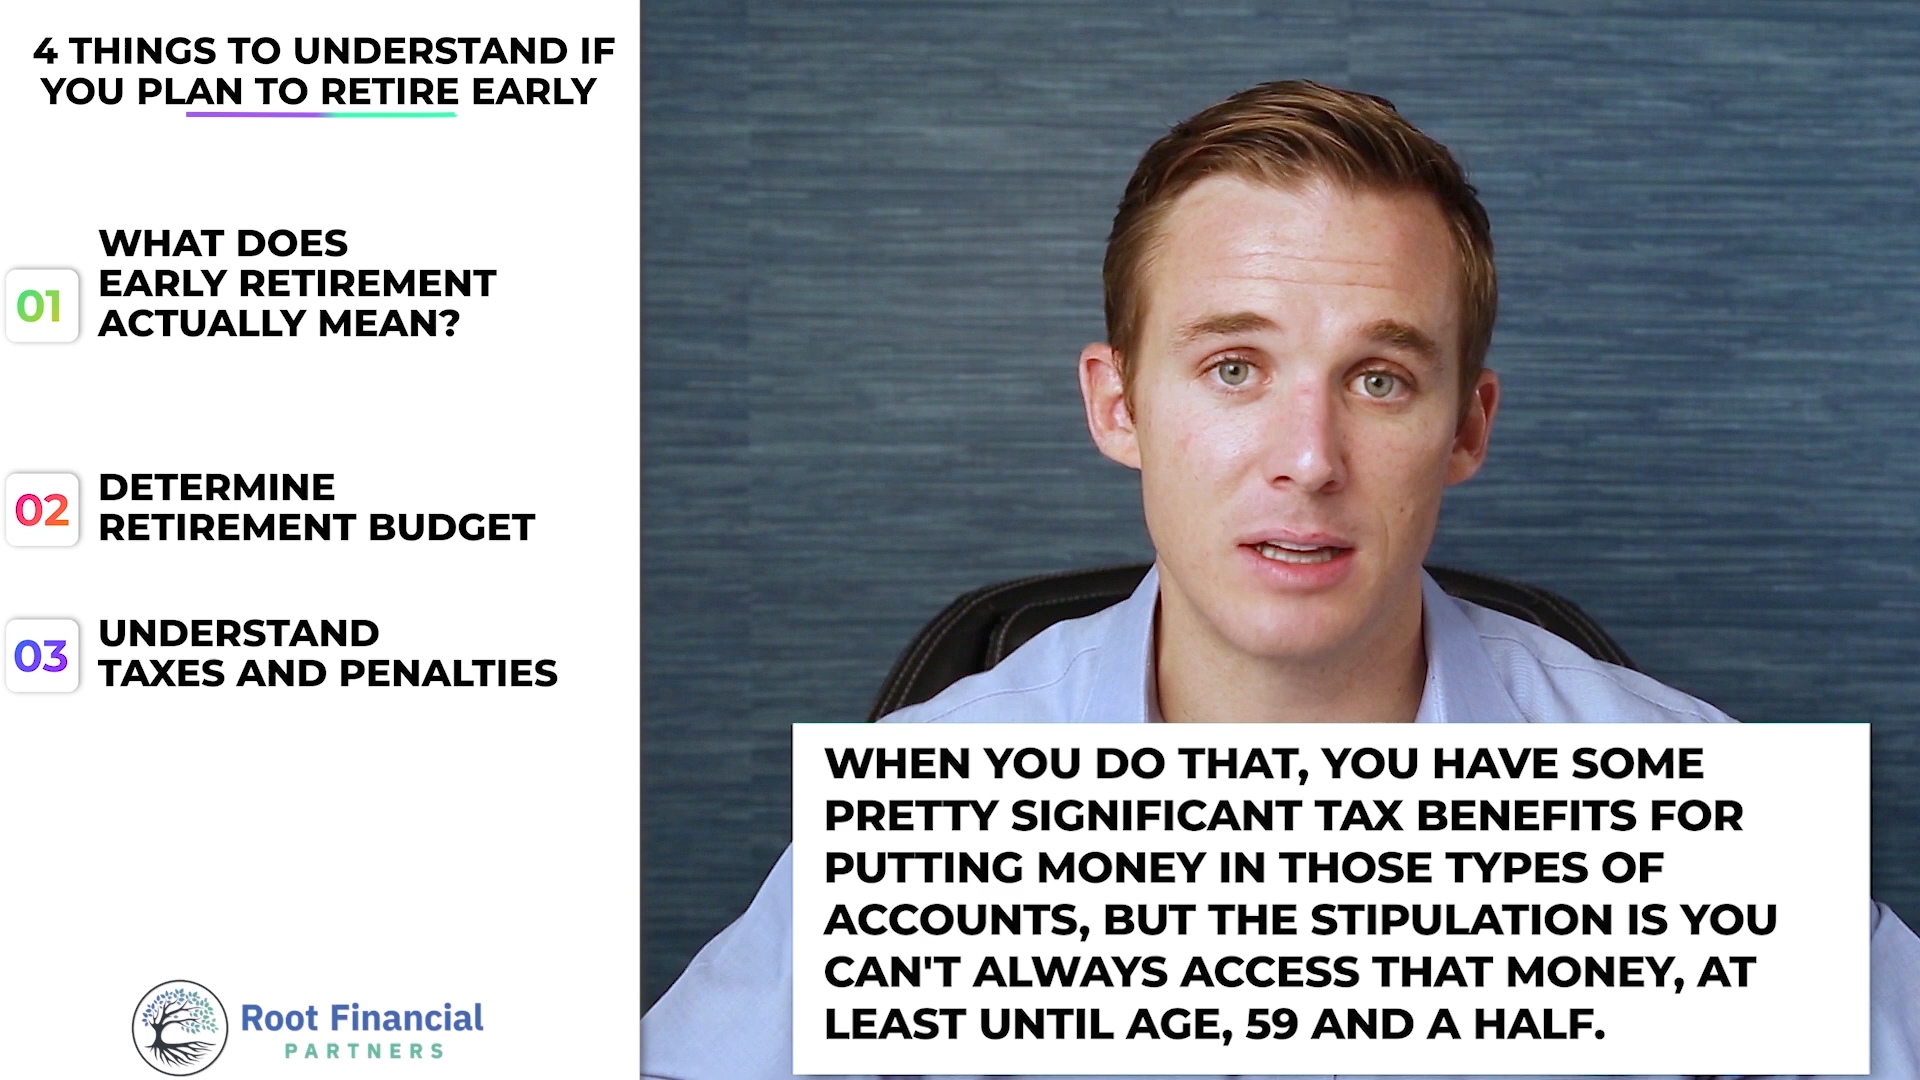 4 THINGS TO UNDERSTAND IF
YOU PLAN TO RETIRE EARLY
01
WHAT DOES
EARLY RETIREMENT
ACTUALLY MEAN?
02
DETERMINE
RETIREMENT BUDGET
03
UNDERSTAND
TAXES AND PENALTIES
Root Financial
PARTNERS
WHEN YOU DO THAT, YOU HAVE SOME
PRETTY SIGNIFICANT TAX BENEFITS FOR
PUTTING MONEY IN THOSE TYPES OF
ACCOUNTS, BUT THE STIPULATION IS YOU
CAN'T ALWAYS ACCESS THAT MONEY, AT
LEAST UNTIL AGE, 59 AND A HALF.